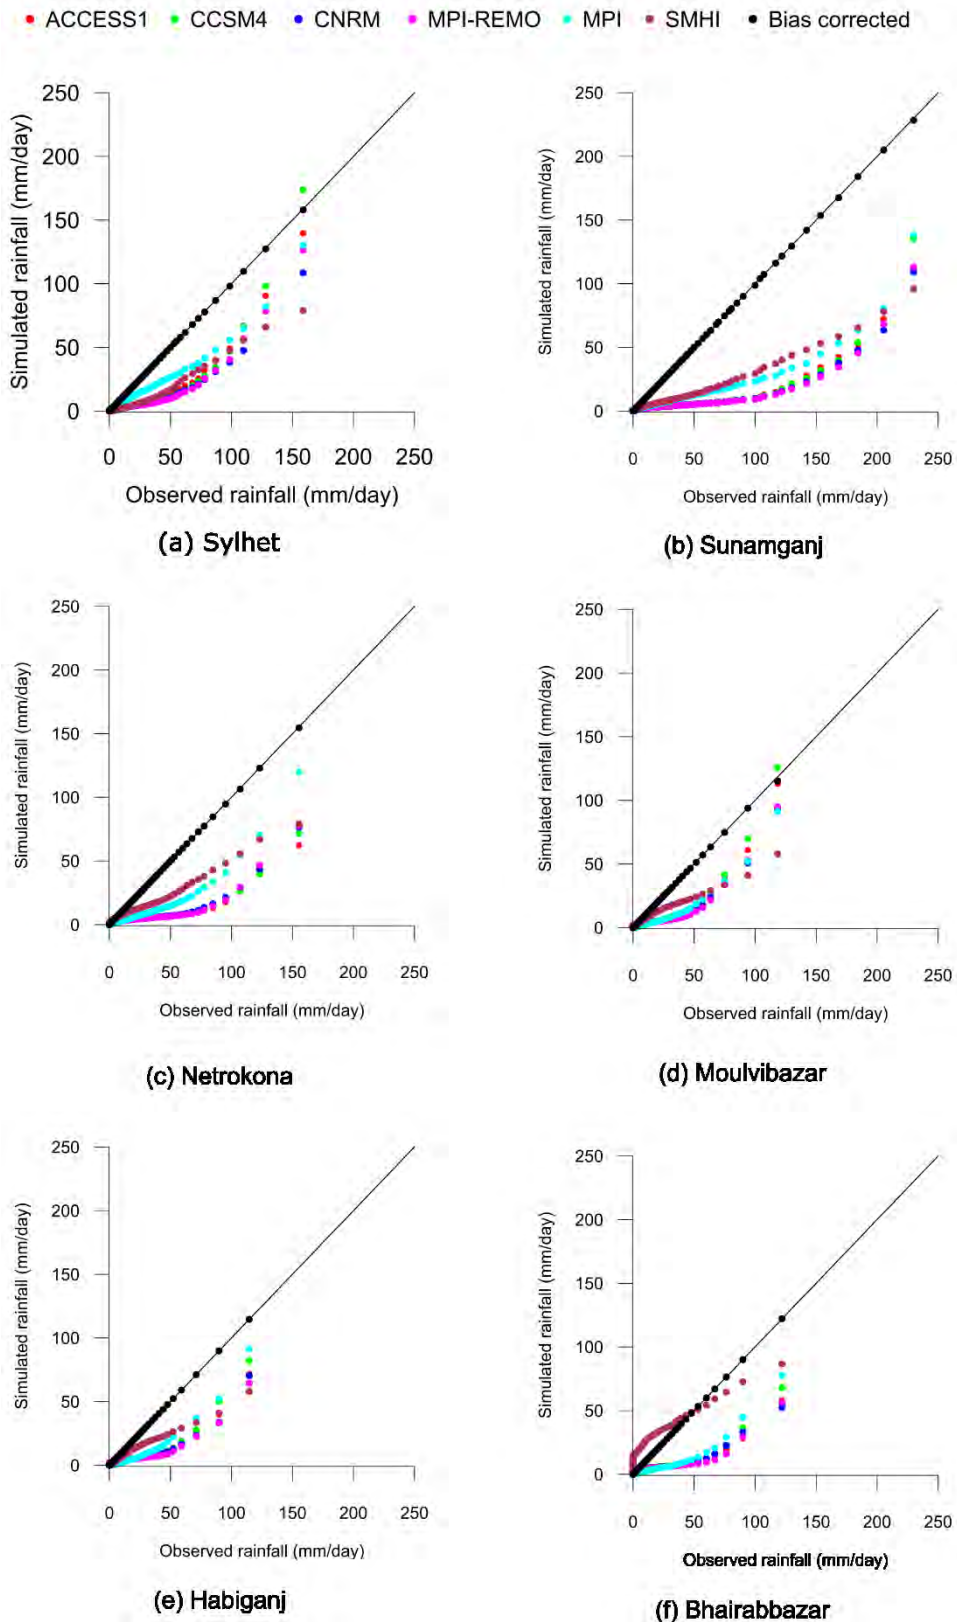 ACCESS1 CCSM4 CNRM MPI-REMO MPI SMHI Bias corrected
250
200
150
100
50
0
Simulated rainfall (mm/day)
0 50 100 150 200 250
Observed rainfall (mm/day)
(a) Sylhet
250
200
150
100
50
0
Simulated rainfall (mm/day)
0 50 100 150 200 250
Observed rainfall (mm/day)
(b) Sunamganj
250
200
150
100
50
0
Simulated rainfall (mm/day)
0 50 100 150 200 250
Observed rainfall (mm/day)
(c) Netrokona
250
200
150
100
50
0
Simulated rainfall (mm/day)
0 50 100 150 200 250
Observed rainfall (mm/day)
(d) Moulvibazar
250
200
150
100
50
0
Simulated rainfall (mm/day)
0 50 100 150 200 250
Observed rainfall (mm/day)
(e) Habiganj
250
200
150
100
50
0
Simulated rainfall (mm/day)
0 50 100 150 200 250
Observed rainfall (mm/day)
(f) Bhairabbazar